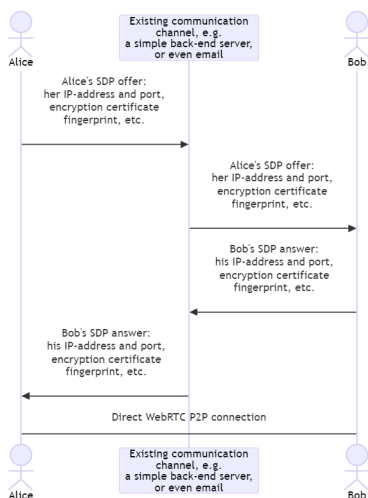 Existing communication
channel, e.g.
a simple back-end server,
or even email
Alice
Bob
Alice's SDP offer:
her IP-address and port,
encryption certificate
fingerprint, etc.
Alice's SDP offer:
her IP-address and port,
encryption certificate
fingerprint, etc.
Bob's SDP answer:
his IP-address and port,
encryption certificate
fingerprint, etc.
Bob's SDP answer:
his IP-address and port,
encryption certificate
fingerprint, etc.
Direct WebRTC P2P connection
Existing communication
channel, e.g.
a simple back-end server,
or even email
Alice
Bob